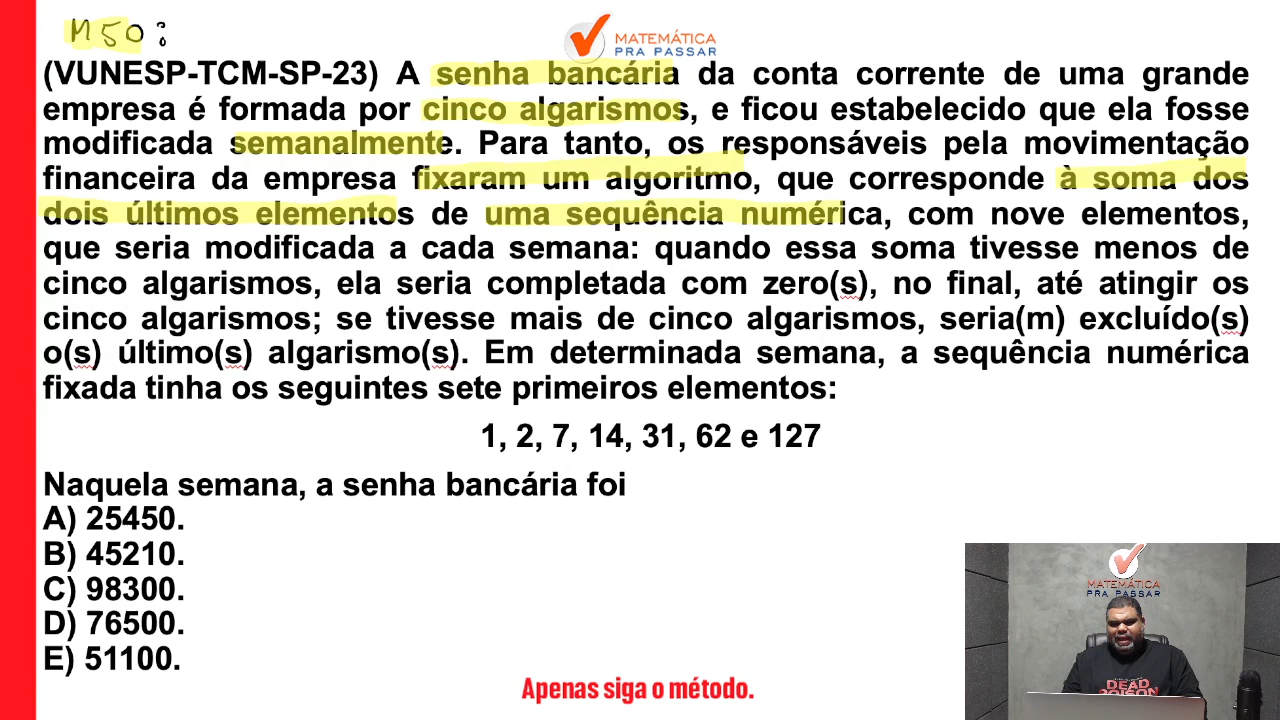 M50:
MATEMÁTICA
PRA PASSAR
(VUNESP-TCM-SP-23) A senha bancária da conta corrente de uma grande
empresa é formada por cinco algarismos, e ficou estabelecido que ela fosse
modificada semanalmente. Para tanto, os responsáveis pela movimentação
financeira da empresa fixaram um algoritmo, que corresponde à soma dos
dois últimos elementos de uma sequência numérica, com nove elementos,
que seria modificada a cada semana: quando essa soma tivesse menos de
cinco algarismos, ela seria completada com zero(s), no final, até atingir os
cinco algarismos; se tivesse mais de cinco algarismos, seria(m) excluído(s)
o(s) último(s) algarismo(s). Em determinada semana, a sequência numérica
fixada tinha os seguintes sete primeiros elementos:
1, 2, 7, 14, 31, 62 e 127
Naquela semana, a senha bancária foi
A) 25450.
B) 45210.
C) 98300.
D) 76500.
E) 51100.
MATEMÁTICA
PRA PASSAR
DEAD
POISON
Apenas siga o método.